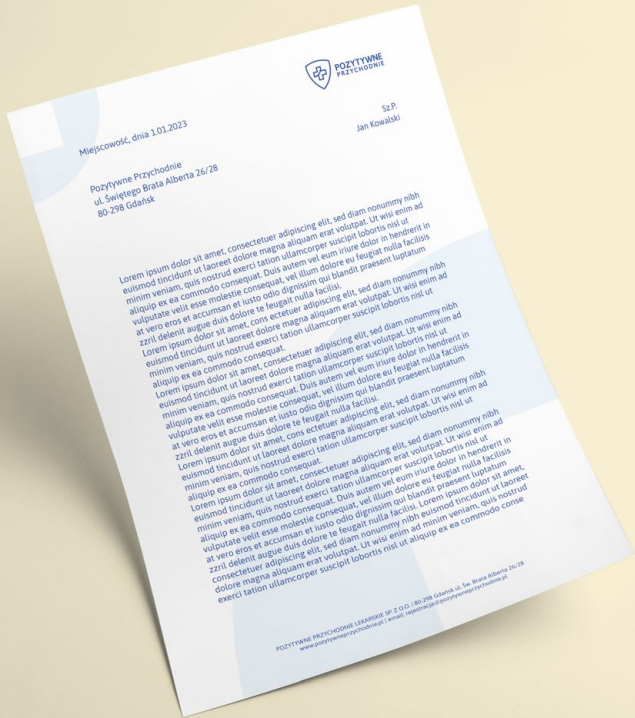 POZYTYWNE
PRZYCHODNIE
Miejscowość, dnia 1.01.2023
Sz.P.
Jan Kowalski
Pozytywne Przychodnie
ul. Świętego Brata Alberta 26/28
80-298 Gdańsk
Lorem ipsum dolor sit amet, consectetuer adipiscing elit, sed diam nonummy nibh
euismod tincidunt ut laoreet dolore magna aliquam erat volutpat. Ut wisi enim ad
minim veniam, quis nostrud exerci tation ullamcorper suscipit lobortis nisl ut
aliquip ex ea commodo consequat. Duis autem vel eum iriure dolor in hendrerit in
vulputate velit esse molestie consequat, vel illum dolore eu feugiat nulla facilisis
at vero eros et accumsan et iusto odio dignissim qui blandit praesent luptatum
zzril delenit augue duis dolore te feugait nulla facilisi.
Lorem ipsum dolor sit amet, cons ectetuer adipiscing elit, sed diam nonummy nibh
euismod tincidunt ut laoreet dolore magna aliquam erat volutpat. Ut wisi enim ad
minim veniam, quis nostrud exerci tation ullamcorper suscipit lobortis nisl ut
aliquip ex ea commodo consequat.
Lorem ipsum dolor sit amet, consectetuer adipiscing elit, sed diam nonummy nibh
euismod tincidunt ut laoreet dolore magna aliquam erat volutpat. Ut wisi enim ad
minim veniam, quis nostrud exerci tation ullamcorper suscipit lobortis nisl ut
aliquip ex ea commodo consequat. Duis autem vel eum iriure dolor in hendrerit in
vulputate velit esse molestie consequat, vel illum dolore eu feugiat nulla facilisis
at vero eros et accumsan et iusto odio dignissim qui blandit praesent luptatum
zzril delenit augue duis dolore te feugait nulla facilisi.
Lorem ipsum dolor sit amet, cons ectetuer adipiscing elit, sed diam nonummy nibh
euismod tincidunt ut laoreet dolore magna aliquam erat volutpat. Ut wisi enim ad
minim veniam, quis nostrud exerci tation ullamcorper suscipit lobortis nisl ut
aliquip ex ea commodo consequat.
Lorem ipsum dolor sit amet, consectetuer adipiscing elit, sed diam nonummy nibh
euismod tincidunt ut laoreet dolore magna aliquam erat volutpat. Ut wisi enim ad
minim veniam, quis nostrud exerci tation ullamcorper suscipit lobortis nisl ut
aliquip ex ea commodo consequat. Duis autem vel eum iriure dolor in hendrerit in
vulputate velit esse molestie consequat, vel illum dolore eu feugiat nulla facilisis
at vero eros et accumsan et iusto odio dignissim qui blandit praesent luptatum
zzril delenit augue duis dolore te feugait nulla facilisi. Lorem ipsum dolor sit amet,
consectetuer adipiscing elit, sed diam nonummy nibh euismod tincidunt ut laoreet
dolore magna aliquam erat volutpat. Ut wisi enim ad minim veniam, quis nostrud
exerci tation ullamcorper suscipit lobortis nisl ut aliquip ex ea commodo conse
POZYTYWNE PRZYCHODNIE LEKARSKIE SP. Z O.O. | 80-298 Gdańsk ul. Św. Brata Alberta 26/28
www.pozytywneprzychodnie.pl | email: rejestracja@pozytywneprzychodnie.pl